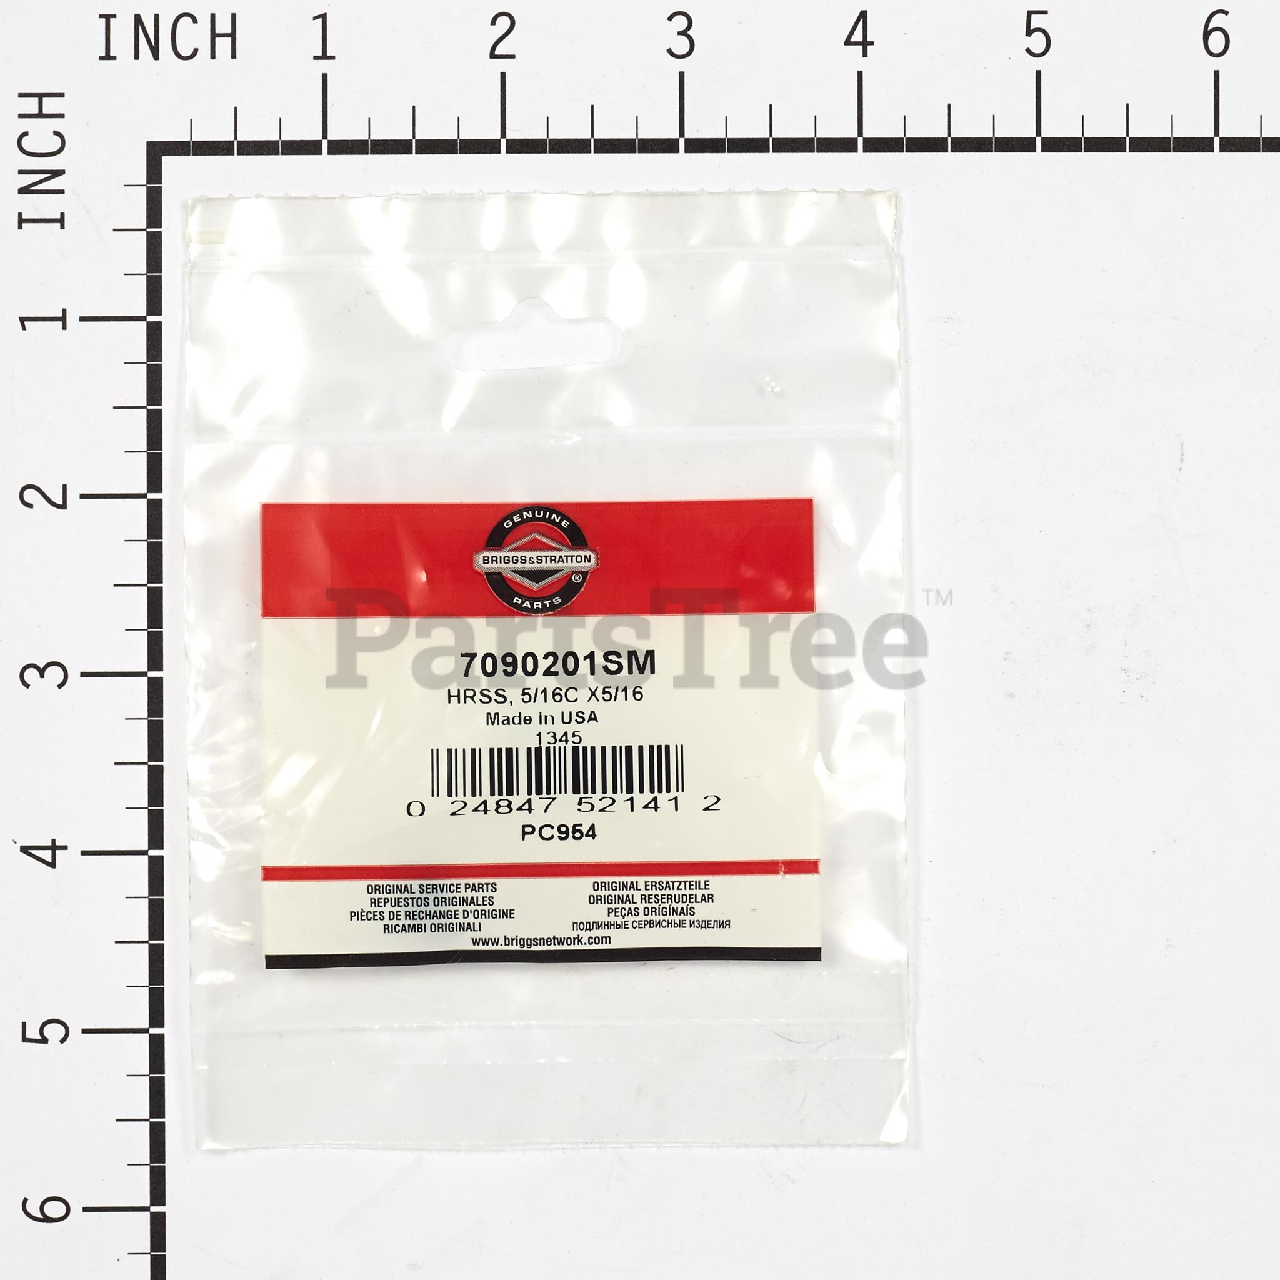 INCH 1 2 3 4 5 6
INCH 1 2 3 4 5 6
GENUINE
BRIGGS&STRATTON
®
PARTS
PartsTree™
7090201SM
HRSS, 5/16C X5/16
Made In USA
1345
0 24847 52141 2
PC954
ORIGINAL SERVICE PARTS
REPUESTOS ORIGINALES
PIÈCES DE RECHANGE D'ORIGINE
RICAMBI ORIGINALI
ORIGINAL ERSATZTEILE
ORIGINAL RESERUDELAR
PEÇAS ORÍGÍNAÍS
ПОДЛИННЫЕ СЕРВИСНЫЕ ИЗДЕЛИЯ
www.briggsnetwork.com